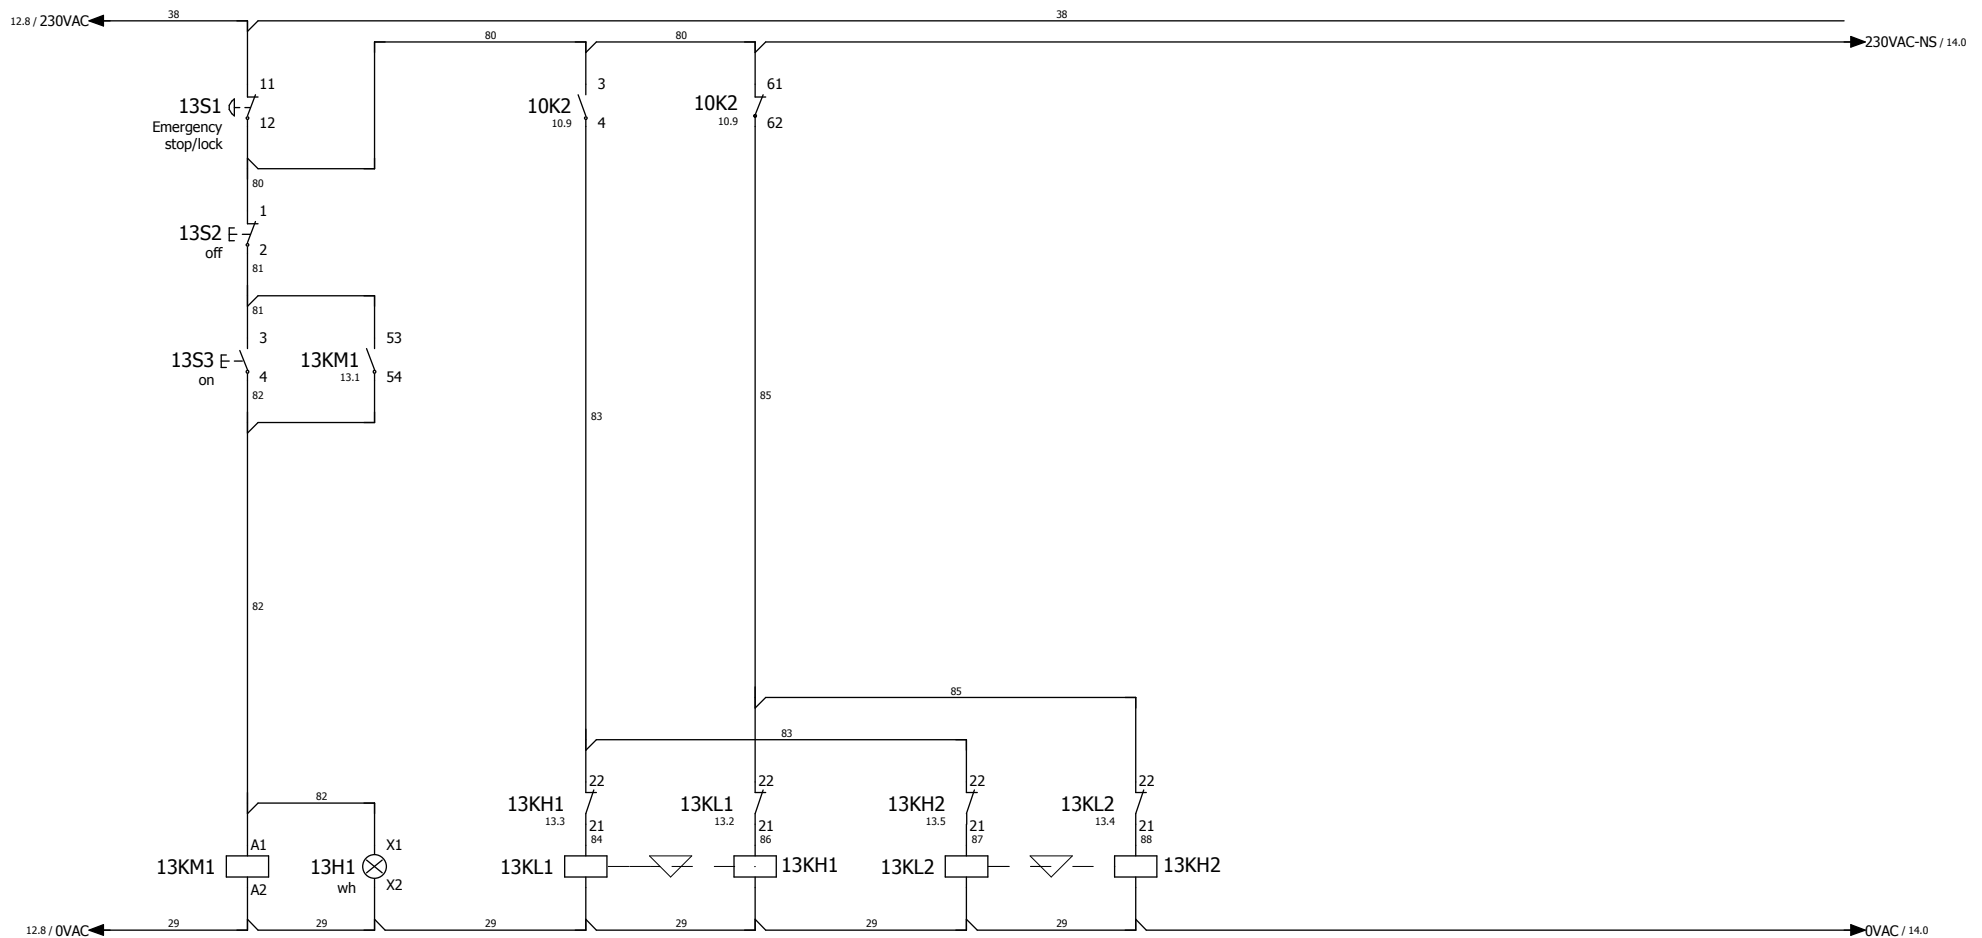 38
38
12.8 / 230VAC
80
80
230VAC-NS / 14.0
11
3
61
13S1
10K2
10K2
10.9
10.9
12
4
62
Emergency
stop/lock
80
1
13S2
off
2
81
81
3
53
13S3
13KM1
on
13.1
4
54
82
85
83
82
85
83
82
22
22
22
22
13KH1
13KL1
13KH2
13KL2
13.3
13.2
13.5
13.4
21
21
21
21
84
86
87
88
A1
X1
13KM1
13H1
13KL1
13KH1
13KL2
13KH2
wh
A2
X2
29
29
29
29
29
29
12.8 / 0VAC
0VAC / 14.0